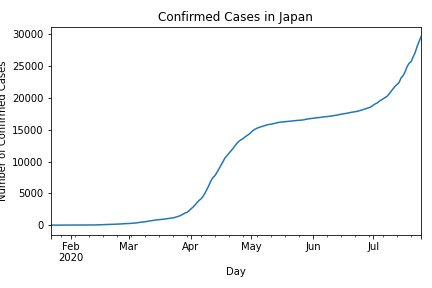 Confirmed Cases in Japan
30000
25000
20000
15000
10000
5000
0
Number of Confirmed Cases
Feb
2020
Mar
Apr
May
Jun
Jul
Day